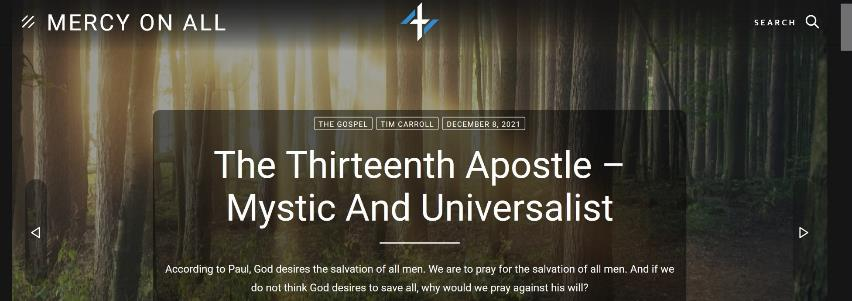 MERCY ON ALL
SEARCH
THE GOSPEL TIM CARROLL DECEMBER 8, 2021
The Thirteenth Apostle –
Mystic And Universalist
According to Paul, God desires the salvation of all men. We are to pray for the salvation of all men. And if we
do not think God desires to save all, why would we pray against his will?